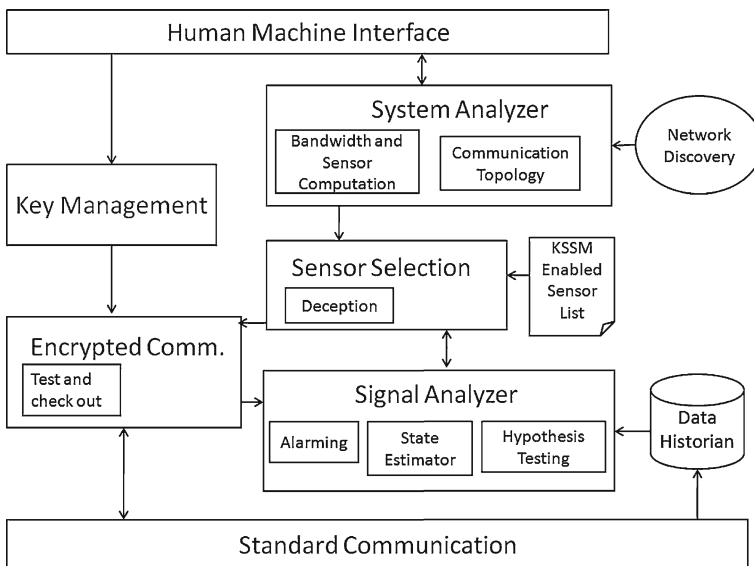 Human Machine Interface
System Analyzer
Bandwidth and
Sensor
Computation
Communication
Topology
Network
Discovery
Key Management
Sensor Selection
Deception
KSSM
Enabled
Sensor
List
Encrypted Comm.
Test and
check out
Signal Analyzer
Alarming
State
Estimator
Hypothesis
Testing
Data
Historian
Standard Communication